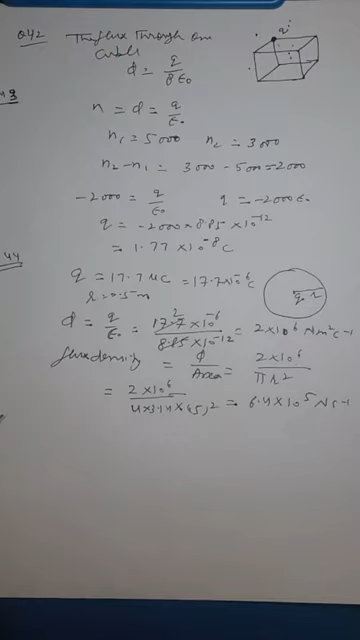 Q42 The flux through one
cube q
ϕ = q/8ε₀
43
n = ϕ = q/ε₀
n₁ = 5000 n₂ = 3000
n₂ - n₁ = 3000 - 5000 = -2000
-2000 = q/ε₀ q = -2000ε₀
q = -2000 × 8.85 × 10⁻¹²
= 1.77 × 10⁻⁸ C
44
q = 17.7 μC = 17.7 × 10⁻⁶ C
r = 0.5 m q r
ϕ = q/ε₀ = 17.7 × 10⁻⁶ / 8.85 × 10⁻¹² 2 = 2 × 10⁶ Nm²C⁻¹
flux density = ϕ/Area = 2 × 10⁶ / πr²
= 2 × 10⁶ / 4 × 3.14 × (.5)² = 6.4 × 10⁵ NC⁻¹